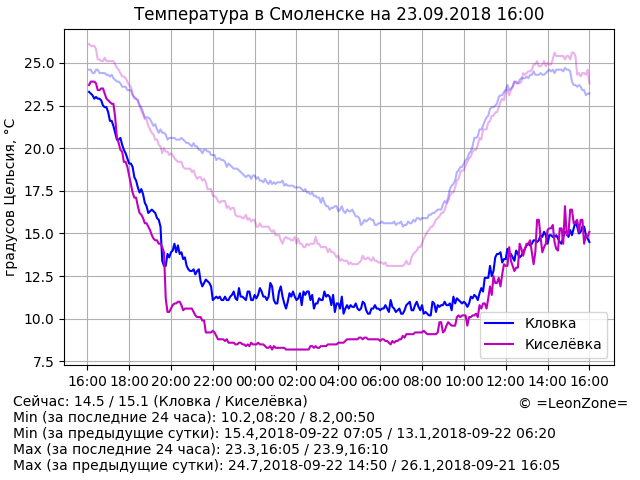 Температура в Смоленске на 23.09.2018 16:00
градусов Цельсия, °C
25.0
22.5
20.0
17.5
15.0
12.5
10.0
7.5
Кловка
Киселёвка
16:00 18:00 20:00 22:00 00:00 02:00 04:00 06:00 08:00 10:00 12:00 14:00 16:00
Сейчас: 14.5 / 15.1 (Кловка / Киселёвка)
© =LeonZone=
Min (за последние 24 часа): 10.2,08:20 / 8.2,00:50
Min (за предыдущие сутки): 15.4,2018-09-22 07:05 / 13.1,2018-09-22 06:20
Max (за последние 24 часа): 23.3,16:05 / 23.9,16:10
Max (за предыдущие сутки): 24.7,2018-09-22 14:50 / 26.1,2018-09-21 16:05